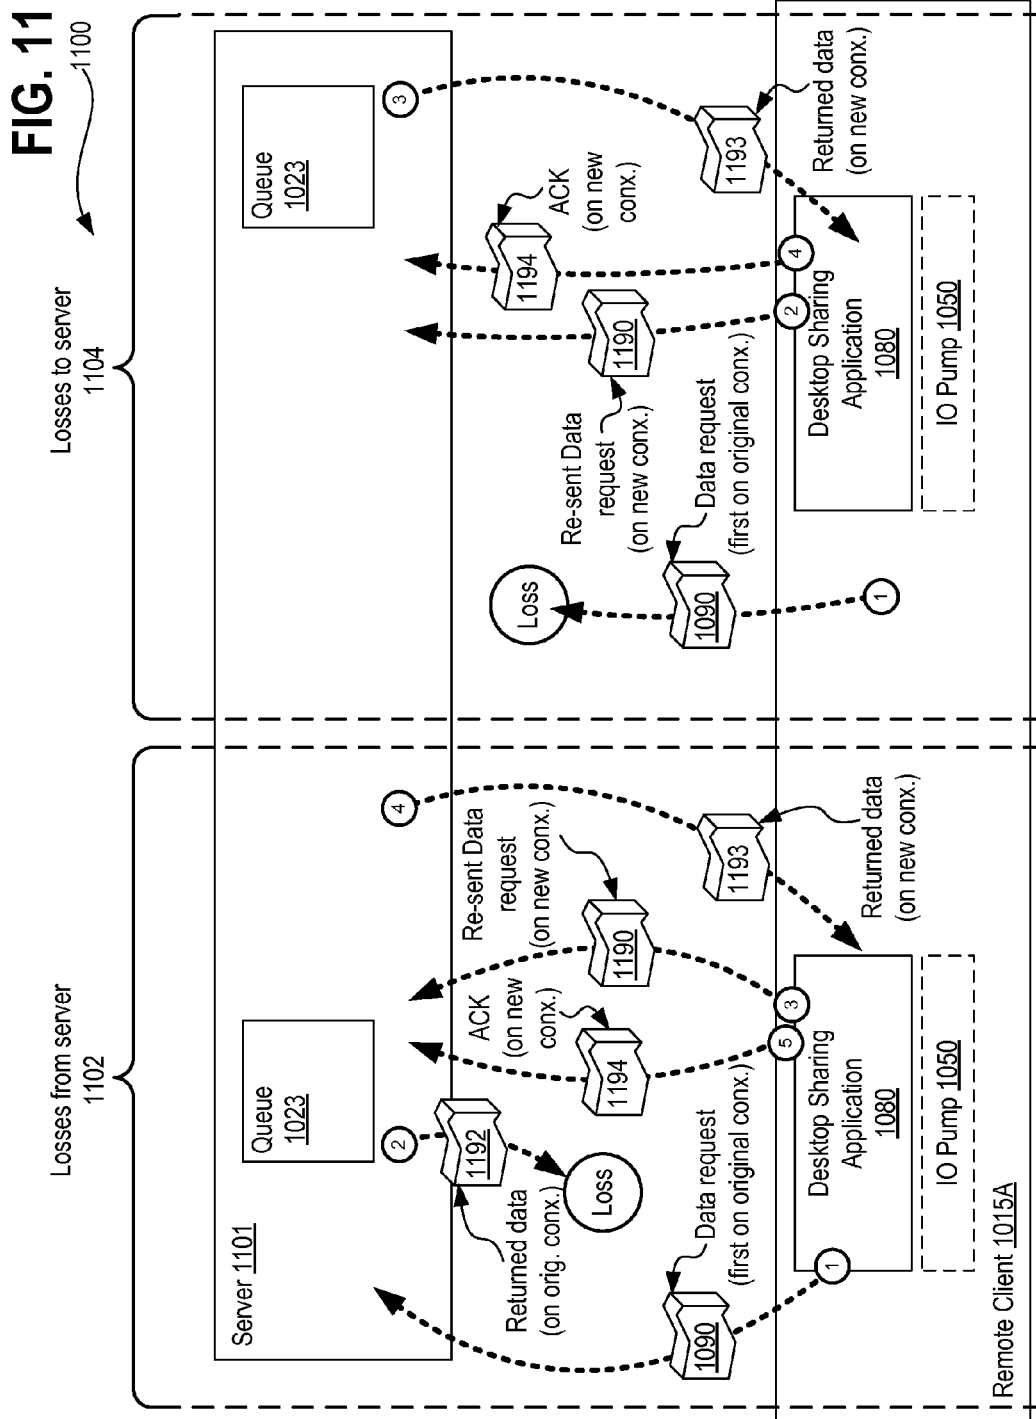 FIG. 11
1100
Losses from server
1102
Losses to server
1104
Server 1101
Queue
1023
2
4
Returned data
(on orig. conx.)
1192
Loss
ACK
(on new
conx.)
1194
Re-sent Data
request
(on new conx.)
1190
1090
Data request
(first on original conx.)
1193
Returned data
(on new conx.)
1
5
3
Desktop Sharing
Application
1080
IO Pump 1050
Remote Client 1015A
Queue
1023
3
Loss
ACK
(on new
conx.)
1194
Re-sent Data
request
(on new conx.)
1190
1090
Data request
(first on original conx.)
1193
Returned data
(on new conx.)
1
2
4
Desktop Sharing
Application
1080
IO Pump 1050